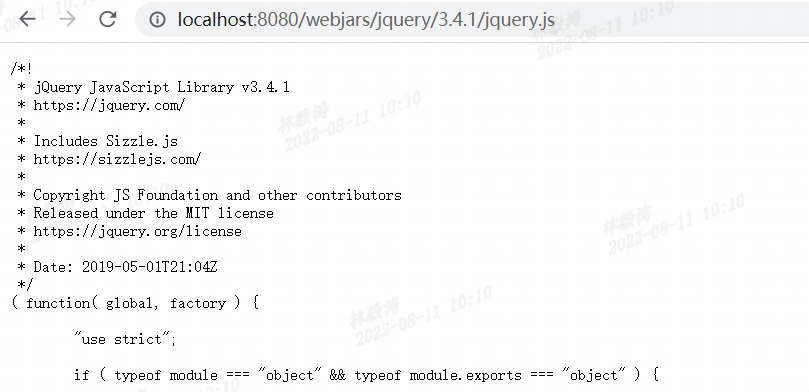 localhost:8080/webjars/jquery/3.4.1/jquery.js
/*!
 * jQuery JavaScript Library v3.4.1
 * https://jquery.com/
 *
 * Includes Sizzle.js
 * https://sizzlejs.com/
 *
 * Copyright JS Foundation and other contributors
 * Released under the MIT license
 * https://jquery.org/license
 *
 * Date: 2019-05-01T21:04Z
 */
( function( global, factory ) {
"use strict";
if ( typeof module === "object" && typeof module.exports === "object" ) {
林毅涛
2022-08-11 10:10
林毅涛
2022-08-11 10:10
林毅涛
2022-08-11 10:10
2022-08-11 10:10